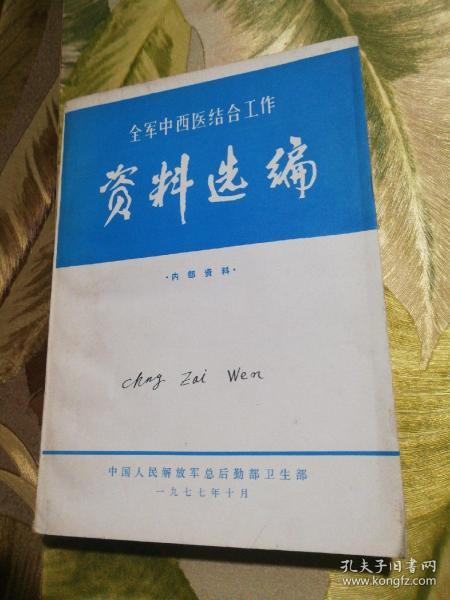 全军中西医结合工作
资料选编
·内部资料·
Chng Zai Wen
中国人民解放军总后勤部卫生部
一九七七年十月
孔夫子旧书网
www.kongfz.com